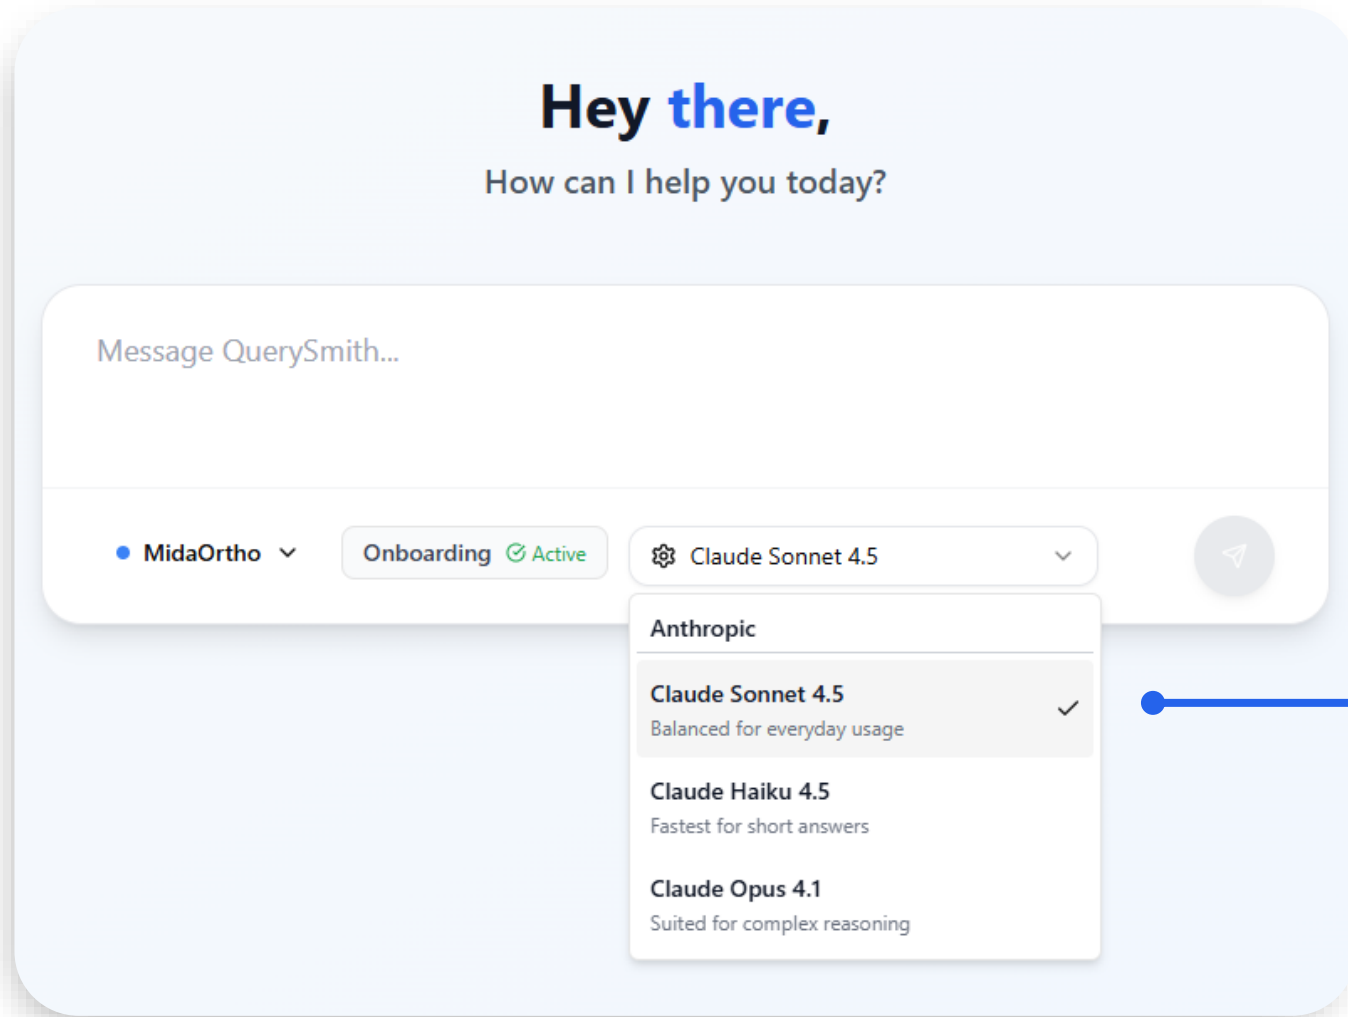 Hey there,
How can I help you today?
Message QuerySmith...
MidaOrtho
Onboarding Active
Claude Sonnet 4.5
Anthropic
Claude Sonnet 4.5
Balanced for everyday usage
Claude Haiku 4.5
Fastest for short answers
Claude Opus 4.1
Suited for complex reasoning